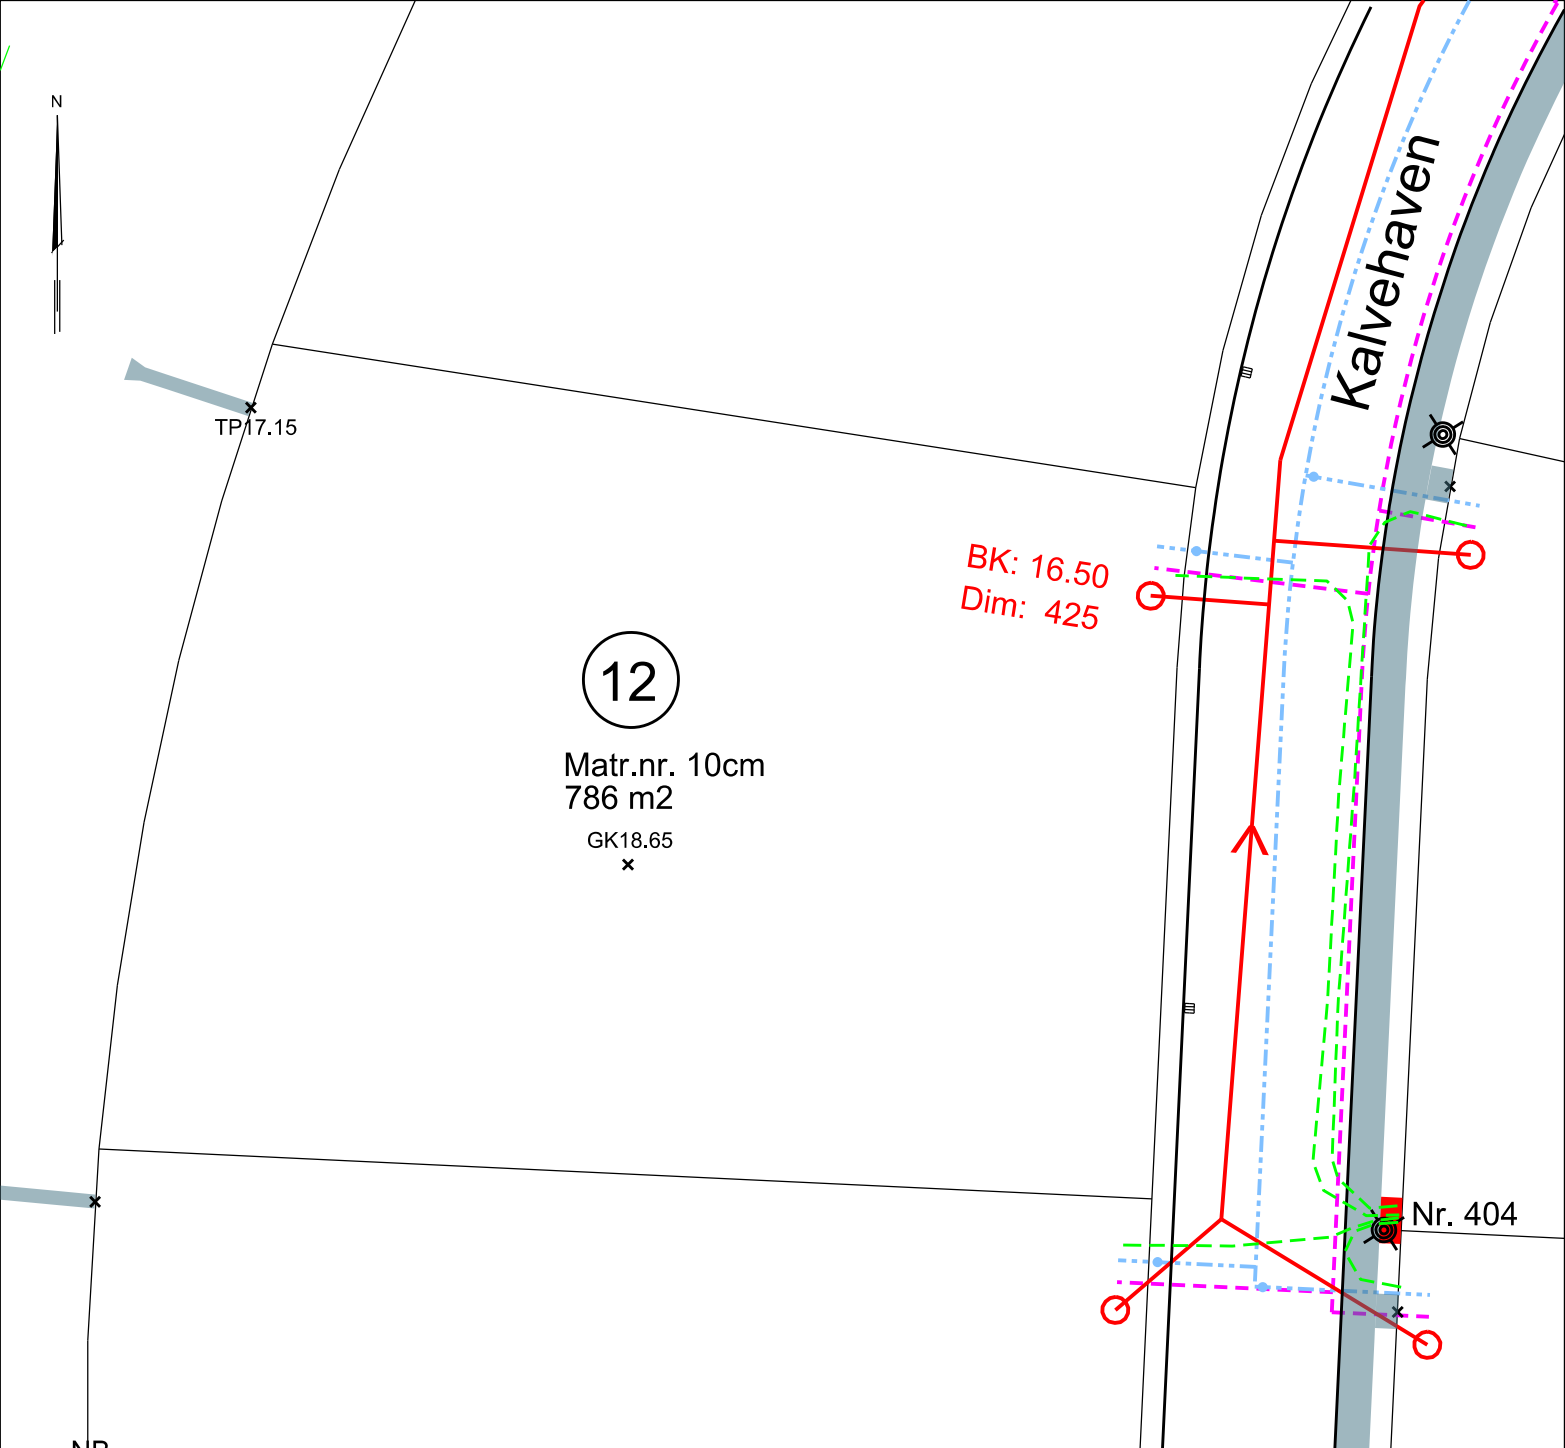 N
Kalvehaven
TP17.15
BK: 16.50
Dim: 425
12
Matr.nr. 10cm
786 m2
GK18.65
Nr. 404